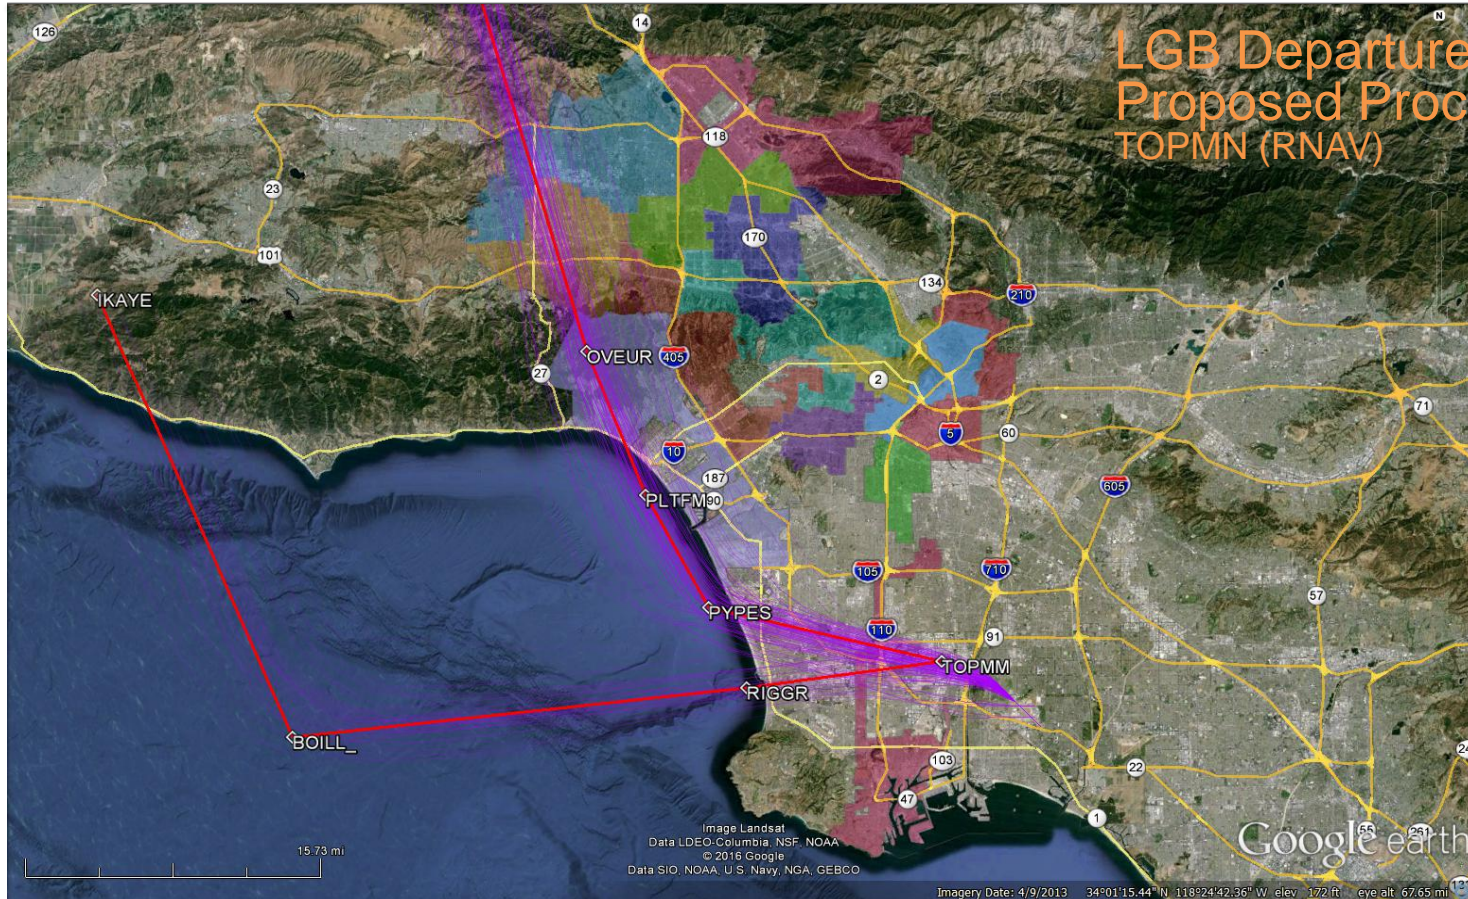 N
126
14
LGB Departure
Proposed Proc
TOPMN (RNAV)
118
23
170
101
134
210
IKAYE
OVEUR
405
27
2
71
5
60
10
187
605
PLTFM
90
105
710
57
PYPES
110
91
TOPMM
RIGGR
BOILL_
103
22
24
47
1
55
261
Image Landsat
Data LDEO-Columbia, NSF, NOAA
© 2016 Google
Data SIO, NOAA, U.S. Navy, NGA, GEBCO
Google earth
15.73 mi
Imagery Date: 4/9/2013 34°01'15.44" N 118°24'42.36" W elev 172 ft eye alt 67.65 mi